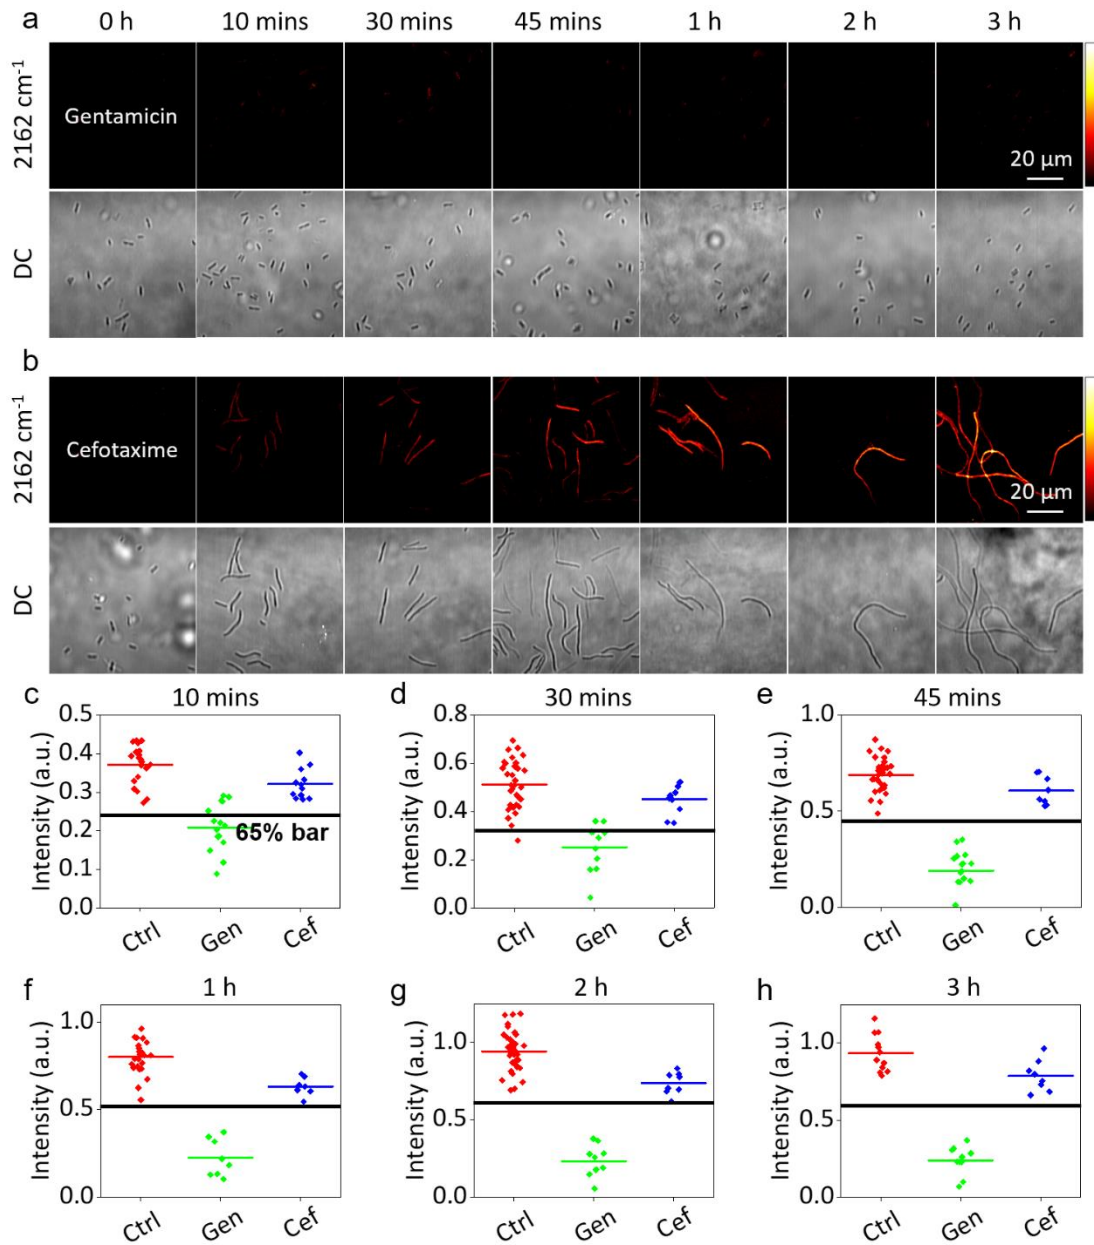 a
0 h 10 mins 30 mins 45 mins 1 h 2 h 3 h
2162 cm⁻¹
Gentamicin
20 µm
DC
b
2162 cm⁻¹
Cefotaxime
20 µm
DC
c 10 mins
Intensity (a.u.)
0.5
0.4
0.3
0.2
0.1
0.0
65% bar
Ctrl Gen Cef
d 30 mins
Intensity (a.u.)
0.8
0.6
0.4
0.2
0.0
Ctrl Gen Cef
e 45 mins
Intensity (a.u.)
1.0
0.5
0.0
Ctrl Gen Cef
f 1 h
Intensity (a.u.)
1.0
0.5
0.0
Ctrl Gen Cef
g 2 h
Intensity (a.u.)
1.0
0.5
0.0
Ctrl Gen Cef
h 3 h
Intensity (a.u.)
1.0
0.5
0.0
Ctrl Gen Cef